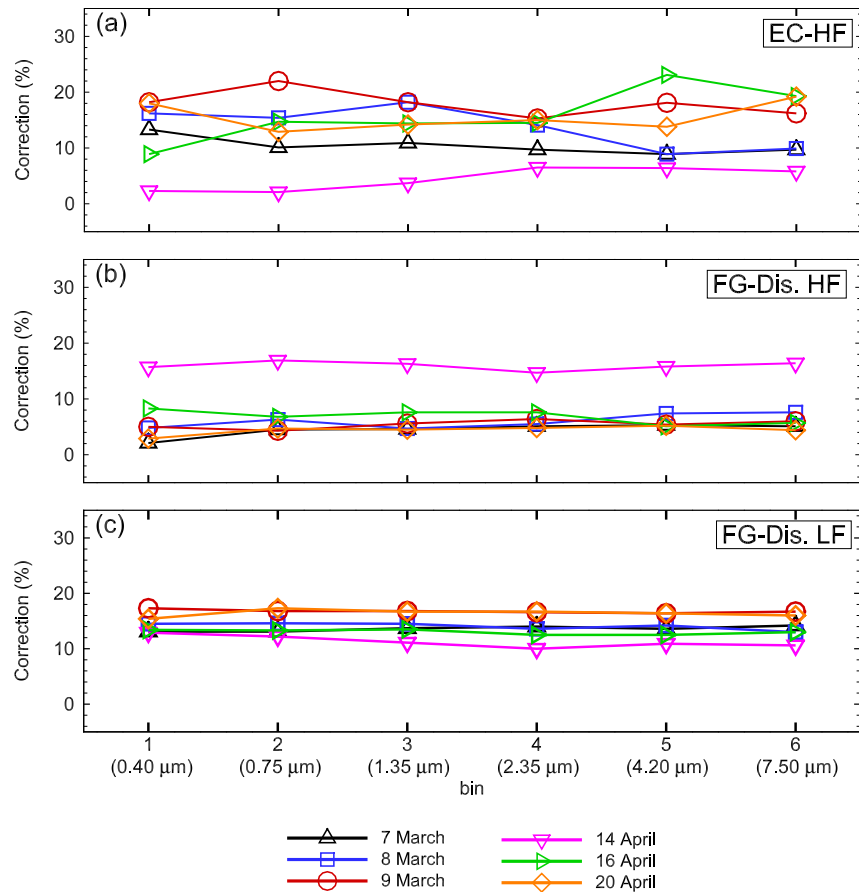 (a)
EC-HF
30
20
10
0
Correction (%)
(b)
FG-Dis. HF
30
20
10
0
Correction (%)
(c)
FG-Dis. LF
30
20
10
0
Correction (%)
1 2 3 4 5 6
(0.40 µm) (0.75 µm) (1.35 µm) (2.35 µm) (4.20 µm) (7.50 µm)
bin
7 March 14 April
8 March 16 April
9 March 20 April